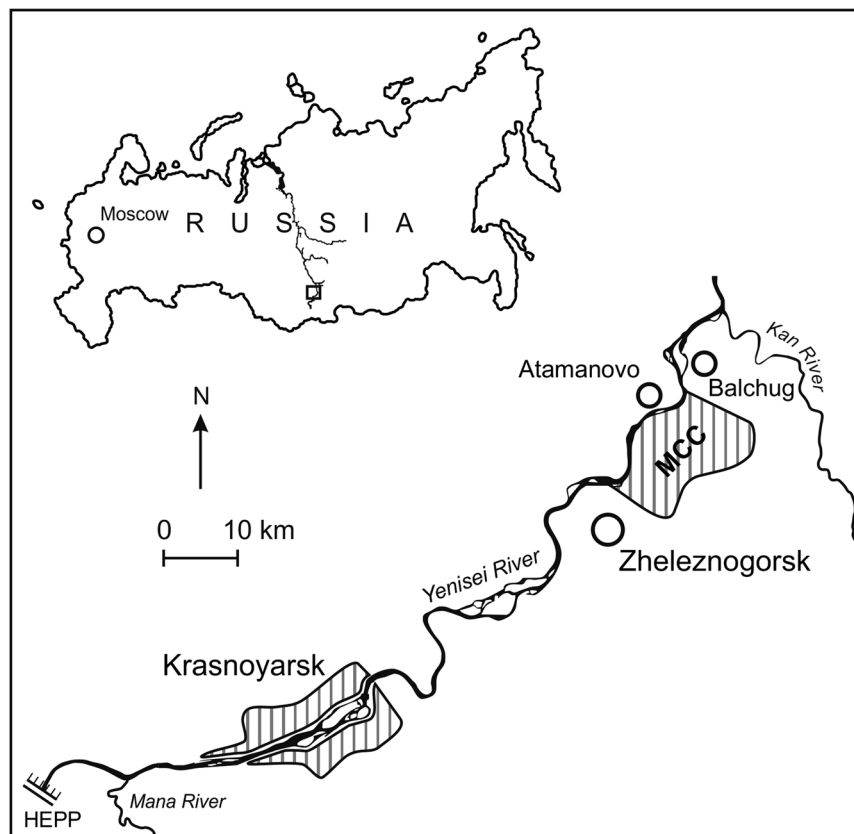 Moscow
R U S S I A
N
0 10 km
Atamanovo
Balchug
Kan River
MCC
Zheleznogorsk
Yenisei River
Krasnoyarsk
Mana River
HEPP